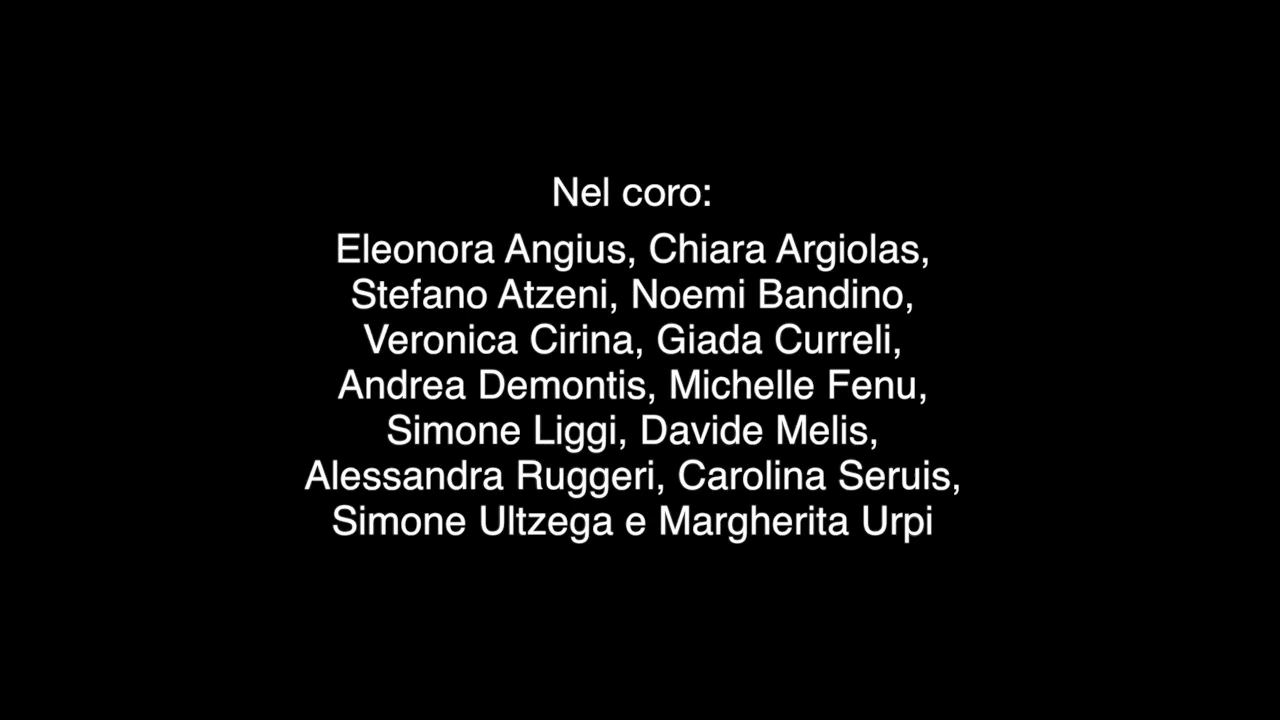 Nel coro:
Eleonora Angius, Chiara Argiolas,
Stefano Atzeni, Noemi Bandino,
Veronica Cirina, Giada Curreli,
Andrea Demontis, Michelle Fenu,
Simone Liggi, Davide Melis,
Alessandra Ruggeri, Carolina Seruis,
Simone Ultzega e Margherita Urpi